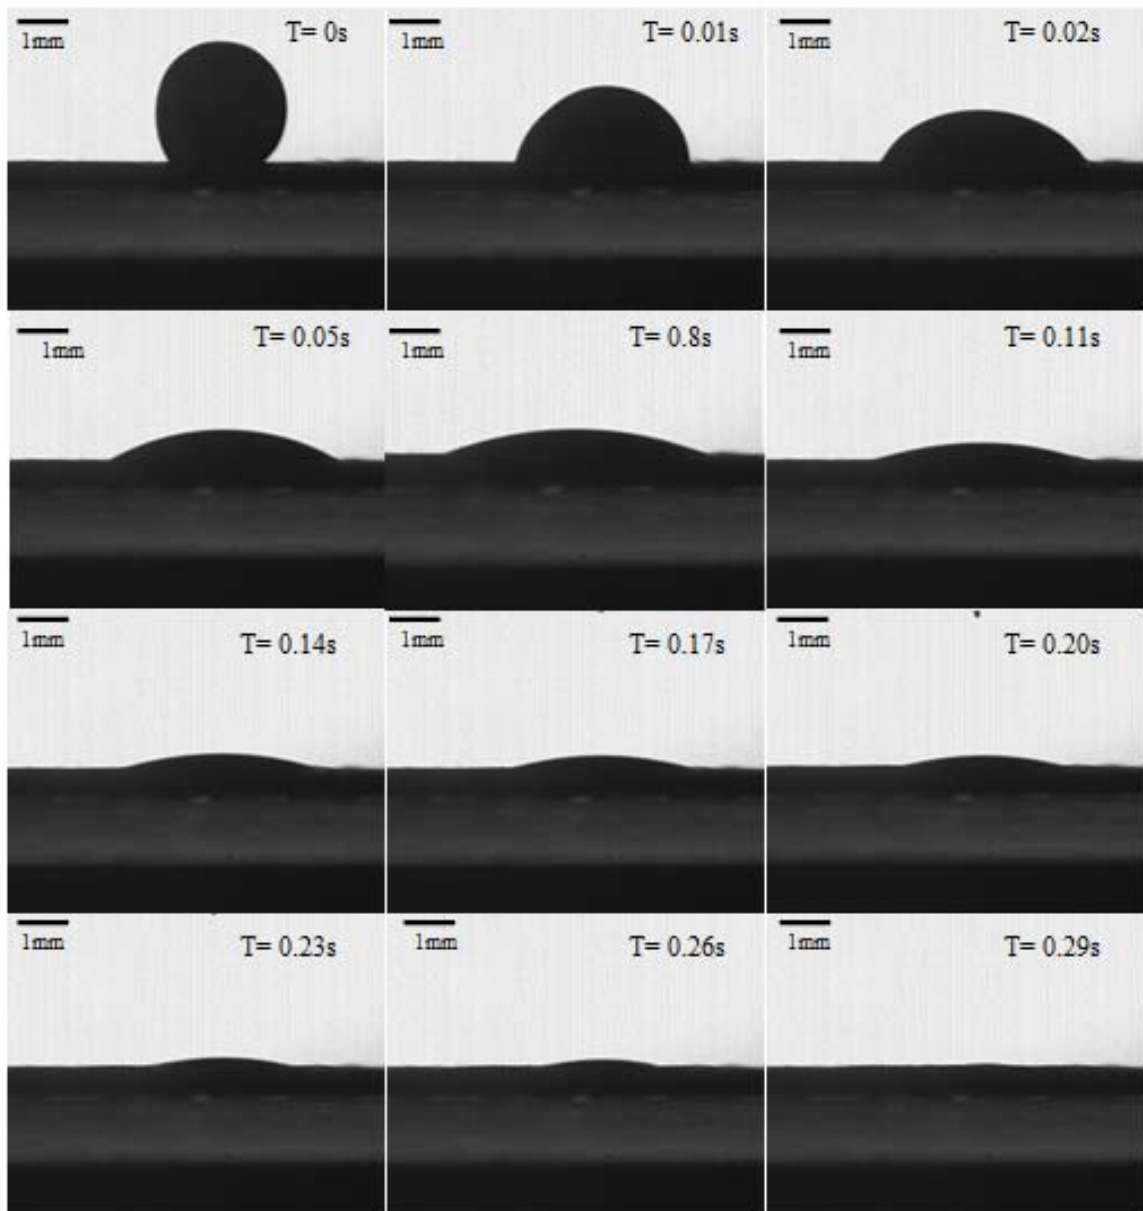 T= 0s
1mm
T= 0.01s
1mm
T= 0.02s
1mm
T= 0.05s
1mm
T= 0.8s
1mm
T= 0.11s
1mm
T= 0.14s
1mm
T= 0.17s
1mm
T= 0.20s
1mm
T= 0.23s
1mm
T= 0.26s
1mm
T= 0.29s
1mm